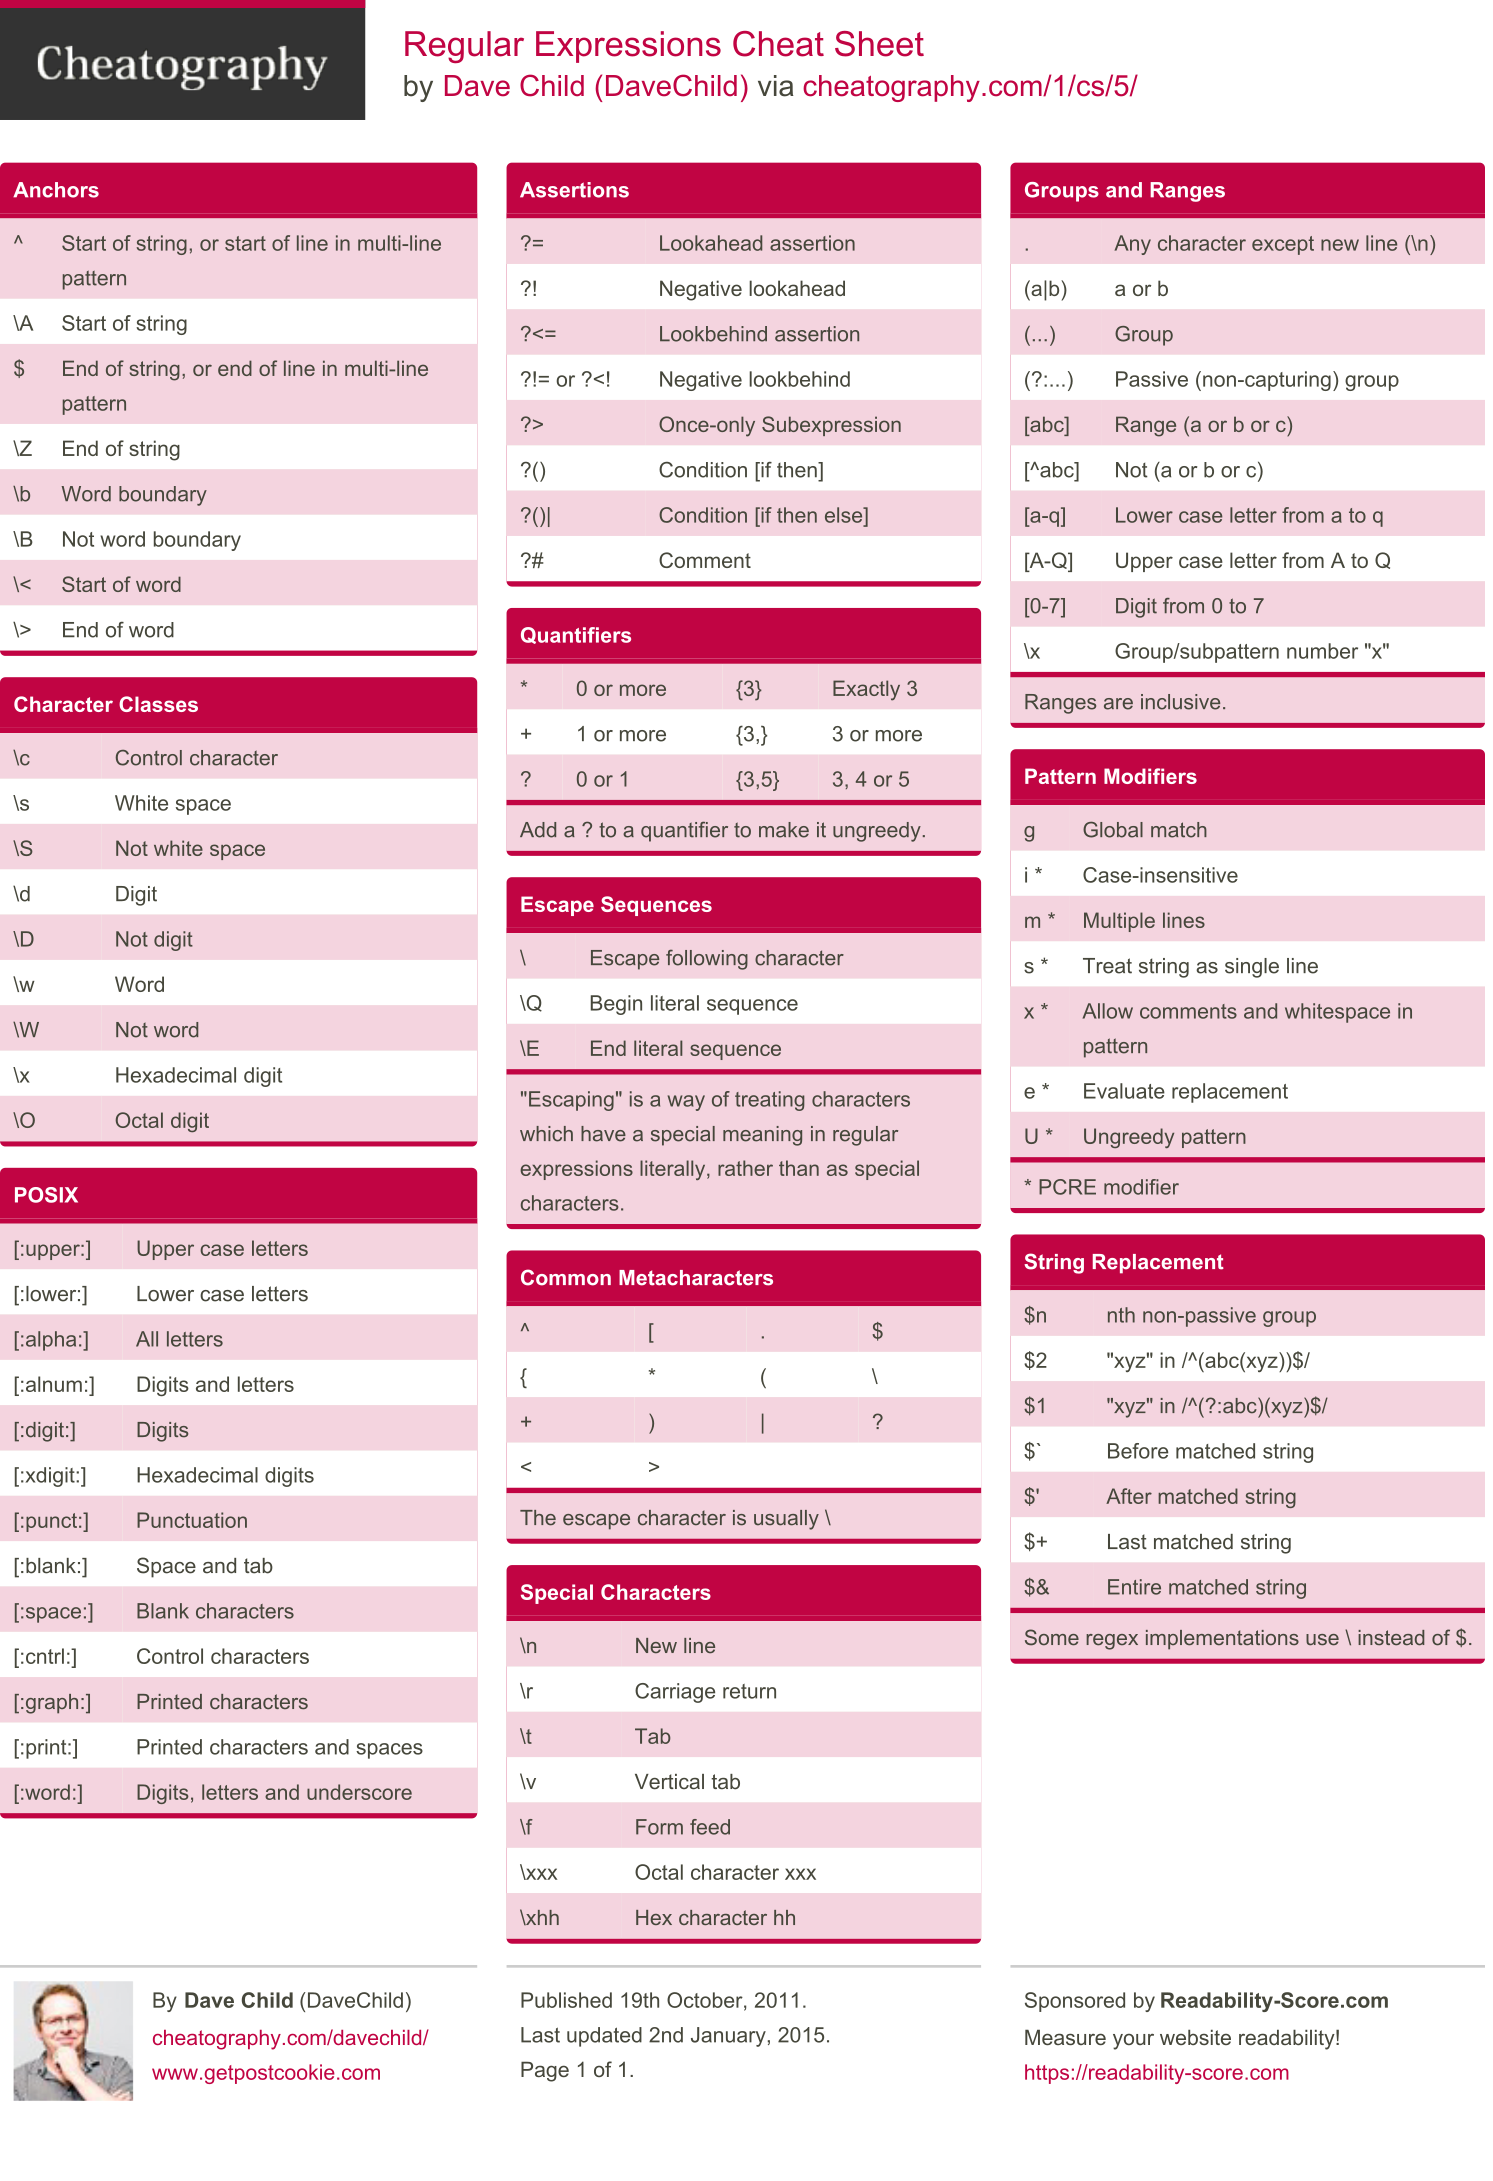 Cheatography
Regular Expressions Cheat Sheet
by Dave Child (DaveChild) via cheatography.com/1/cs/5/
Anchors
^ Start of string, or start of line in multi-line
pattern
\A Start of string
$ End of string, or end of line in multi-line
pattern
\Z End of string
\b Word boundary
\B Not word boundary
\< Start of word
\> End of word
Character Classes
\c Control character
\s White space
\S Not white space
\d Digit
\D Not digit
\w Word
\W Not word
\x Hexadecimal digit
\O Octal digit
POSIX
[:upper:] Upper case letters
[:lower:] Lower case letters
[:alpha:] All letters
[:alnum:] Digits and letters
[:digit:] Digits
[:xdigit:] Hexadecimal digits
[:punct:] Punctuation
[:blank:] Space and tab
[:space:] Blank characters
[:cntrl:] Control characters
[:graph:] Printed characters
[:print:] Printed characters and spaces
[:word:] Digits, letters and underscore
Assertions
?= Lookahead assertion
?! Negative lookahead
?<= Lookbehind assertion
?!= or ?<! Negative lookbehind
?> Once-only Subexpression
?() Condition [if then]
?()| Condition [if then else]
?# Comment
Quantifiers
* 0 or more {3} Exactly 3
+ 1 or more {3,} 3 or more
? 0 or 1 {3,5} 3, 4 or 5
Add a ? to a quantifier to make it ungreedy.
Escape Sequences
\ Escape following character
\Q Begin literal sequence
\E End literal sequence
"Escaping" is a way of treating characters
which have a special meaning in regular
expressions literally, rather than as special
characters.
Common Metacharacters
^ [ . $
{ * ( \
+ ) | ?
< >
The escape character is usually \
Special Characters
\n New line
\r Carriage return
\t Tab
\v Vertical tab
\f Form feed
\xxx Octal character xxx
\xhh Hex character hh
Groups and Ranges
. Any character except new line (\n)
(a|b) a or b
(...) Group
(?:...) Passive (non-capturing) group
[abc] Range (a or b or c)
[^abc] Not (a or b or c)
[a-q] Lower case letter from a to q
[A-Q] Upper case letter from A to Q
[0-7] Digit from 0 to 7
\x Group/subpattern number "x"
Ranges are inclusive.
Pattern Modifiers
g Global match
i * Case-insensitive
m * Multiple lines
s * Treat string as single line
x * Allow comments and whitespace in
pattern
e * Evaluate replacement
U * Ungreedy pattern
* PCRE modifier
String Replacement
$n nth non-passive group
$2 "xyz" in /^(abc(xyz))$/
$1 "xyz" in /^(?:abc)(xyz)$/
$` Before matched string
$' After matched string
$+ Last matched string
$& Entire matched string
Some regex implementations use \ instead of $.
By Dave Child (DaveChild)
cheatography.com/davechild/
www.getpostcookie.com
Published 19th October, 2011.
Last updated 2nd January, 2015.
Page 1 of 1.
Sponsored by Readability-Score.com
Measure your website readability!
https://readability-score.com